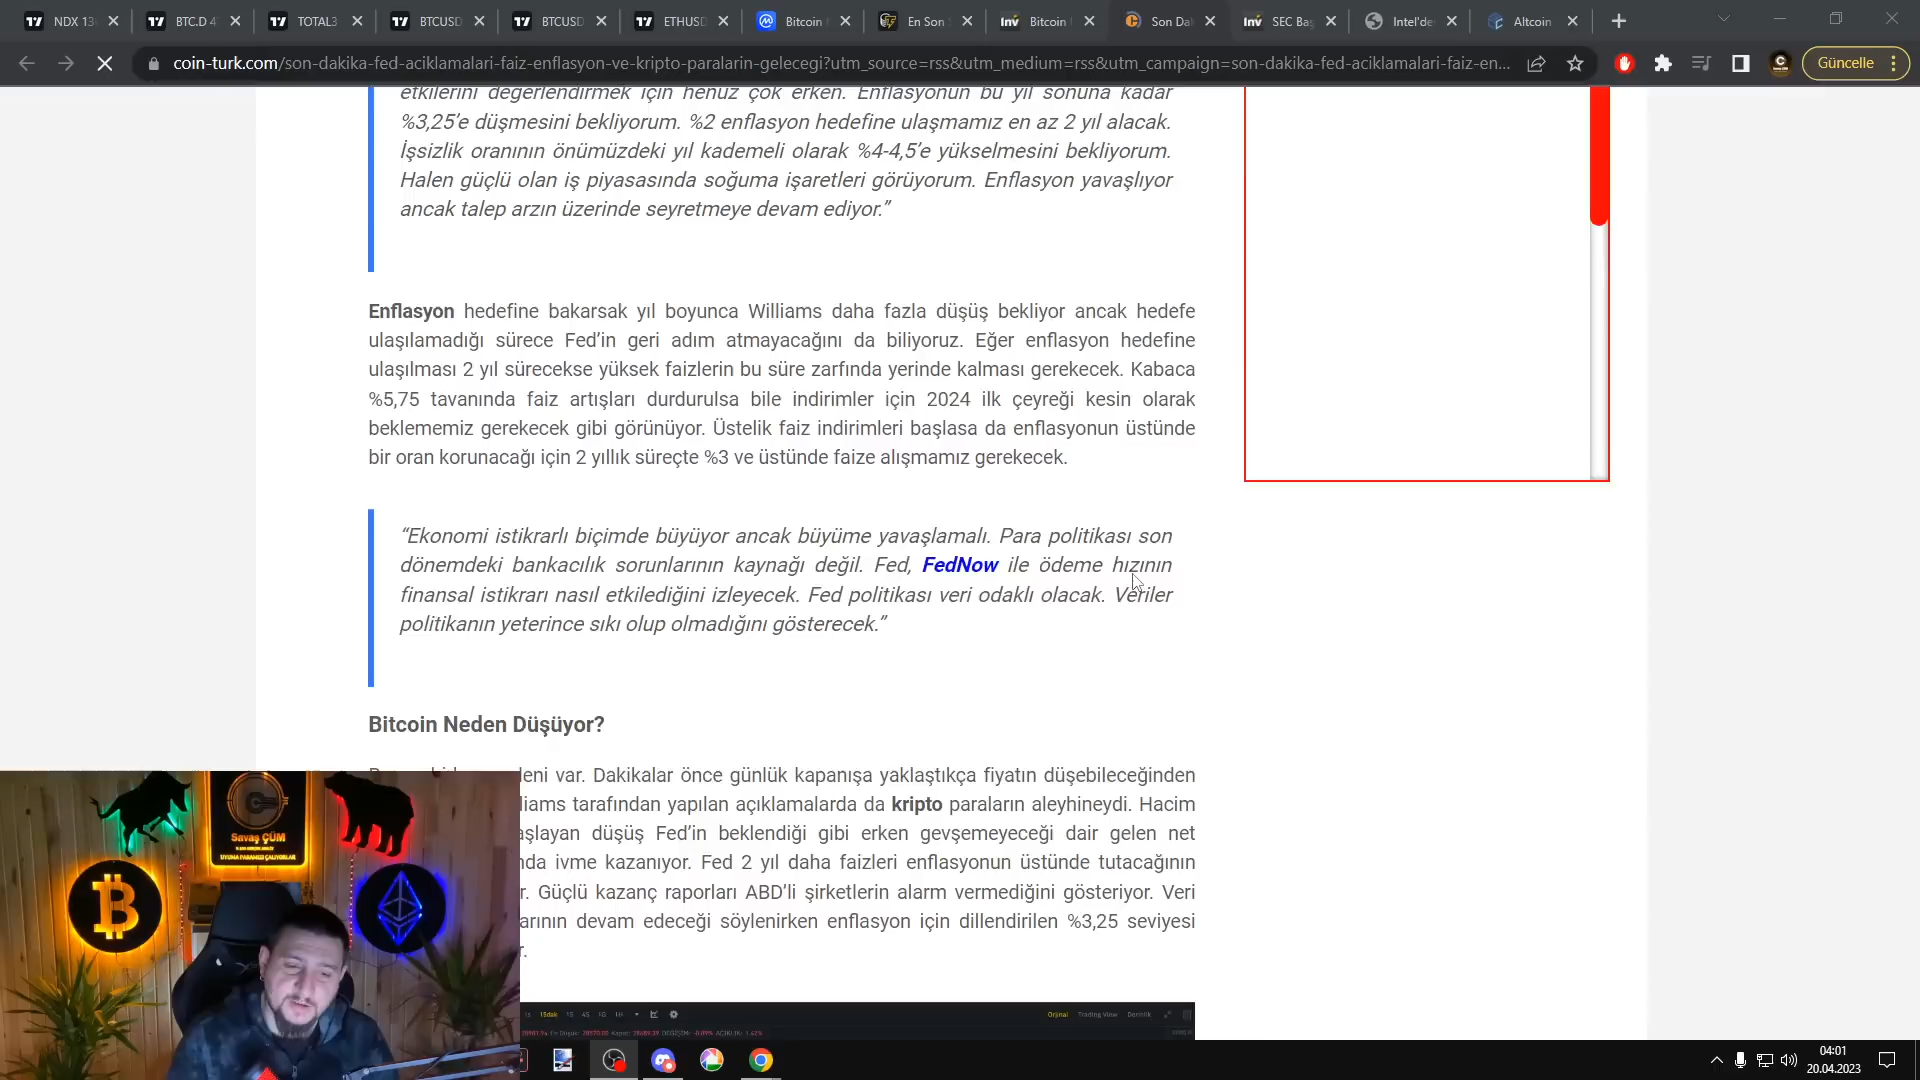 NDX 13
BTC.D 4
TOTAL3
BTCUSD
BTCUSD
ETHUSD
Bitcoin
En Son
Bitcoin
Son Da
SEC Baş
Intel'de
Altcoin
coin-turk.com/son-dakika-fed-aciklamalari-faiz-enflasyon-ve-kripto-paralarin-gelecegi?utm_source=rss&utm_medium=rss&utm_campaign=son-dakika-fed-aciklamalari-faiz-en...
Güncelle
etkilerini değerlendirmek için henüz çok erken. Enflasyonun bu yıl sonuna kadar
%3,25’e düşmesini bekliyorum. %2 enflasyon hedefine ulaşmamız en az 2 yıl alacak.
İşsizlik oranının önümüzdeki yıl kademeli olarak %4-4,5’e yükselmesini bekliyorum.
Halen güçlü olan iş piyasasında soğuma işaretleri görüyorum. Enflasyon yavaşlıyor
ancak talep arzın üzerinde seyretmeye devam ediyor.”
Enflasyon hedefine bakarsak yıl boyunca Williams daha fazla düşüş bekliyor ancak hedefe
ulaşılamadığı sürece Fed’in geri adım atmayacağını da biliyoruz. Eğer enflasyon hedefine
ulaşılması 2 yıl sürecekse yüksek faizlerin bu süre zarfında yerinde kalması gerekecek. Kabaca
%5,75 tavanında faiz artışları durdurulsa bile indirimler için 2024 ilk çeyreği kesin olarak
beklememiz gerekecek gibi görünüyor. Üstelik faiz indirimleri başlasa da enflasyonun üstünde
bir oran korunacağı için 2 yıllık süreçte %3 ve üstünde faize alışmamız gerekecek.
“Ekonomi istikrarlı biçimde büyüyor ancak büyüme yavaşlamalı. Para politikası son
dönemdeki bankacılık sorunlarının kaynağı değil. Fed, FedNow ile ödeme hızının
finansal istikrarı nasıl etkilediğini izleyecek. Fed politikası veri odaklı olacak. Veriler
politikanın yeterince sıkı olup olmadığını gösterecek.”
Bitcoin Neden Düşüyor?
deni var. Dakikalar önce günlük kapanışa yaklaştıkça fiyatın düşebileceğinden
liams tarafından yapılan açıklamalarda da kripto paraların aleyhineydi. Hacim
aşlayan düşüş Fed’in beklendiği gibi erken gevşemeyeceği dair gelen net
nda ivme kazanıyor. Fed 2 yıl daha faizleri enflasyonun üstünde tutacağının
r. Güçlü kazanç raporları ABD’li şirketlerin alarm vermediğini gösteriyor. Veri
arının devam edeceği söylenirken enflasyon için dillendirilen %3,25 seviyesi
r.
Savaş ÇÜM
UYUMA PARAMIZI ÇALIYORLAR
15dak
Orjinal Trading View Derinlik
04:01
20.04.2023